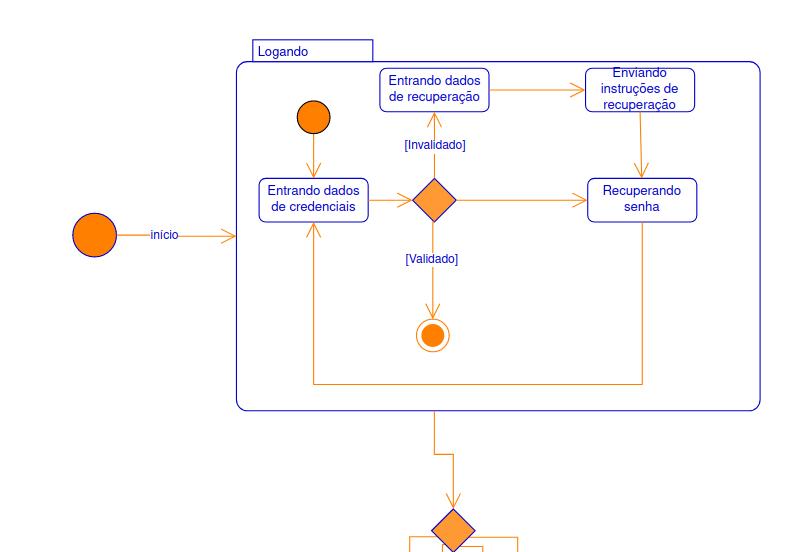 Logando
Entrando dados
de recuperação
Enviando
instruções de
recuperação
[Invalidado]
Entrando dados
de credenciais
Recuperando
senha
início
[Validado]